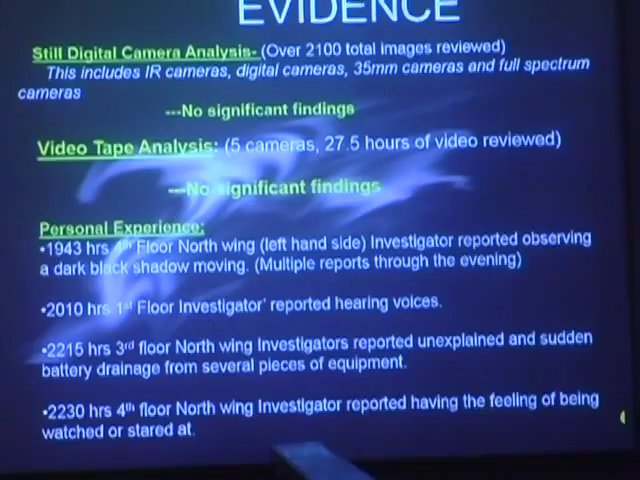 EVIDENCE
Still Digital Camera Analysis- (Over 2100 total images reviewed)
This includes IR cameras, digital cameras, 35mm cameras and full spectrum
cameras
---No significant findings
Video Tape Analysis: (5 cameras, 27.5 hours of video reviewed)
---No significant findings
Personal Experience:
•1943 hrs 4th Floor North wing (left hand side) Investigator reported observing
a dark black shadow moving. (Multiple reports through the evening)
•2010 hrs 1st Floor Investigator' reported hearing voices.
•2215 hrs 3rd floor North wing Investigators reported unexplained and sudden
battery drainage from several pieces of equipment.
•2230 hrs 4th floor North wing Investigator reported having the feeling of being
watched or stared at.